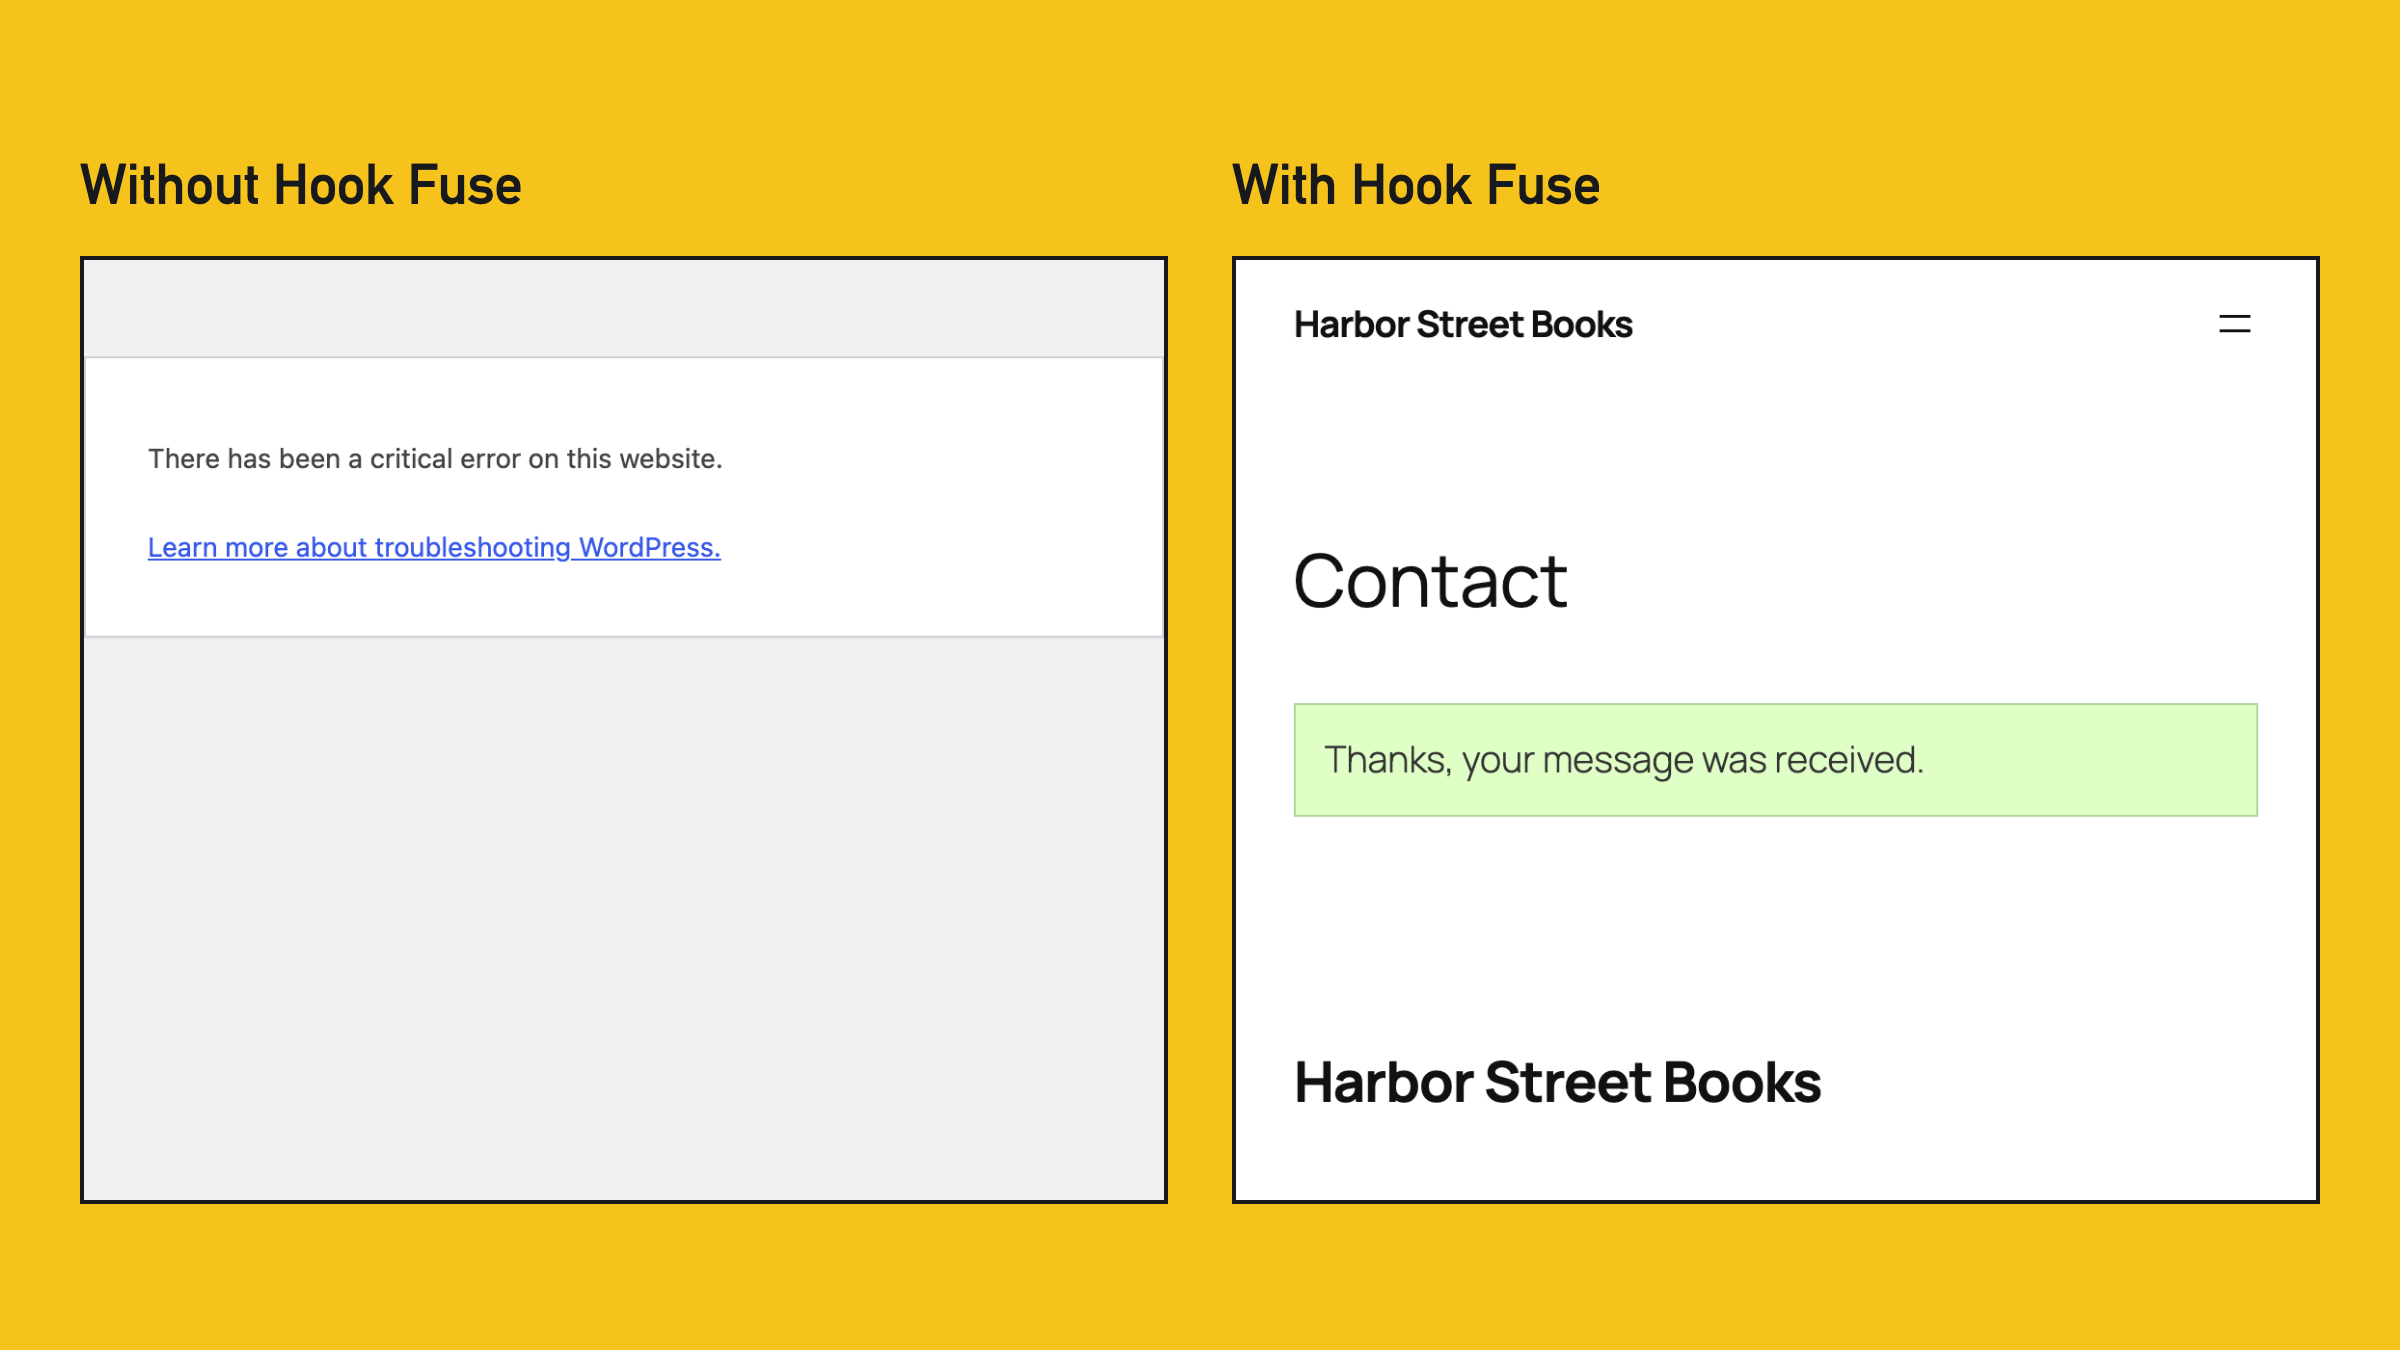 Without Hook Fuse
There has been a critical error on this website.
Learn more about troubleshooting WordPress.
With Hook Fuse
Harbor Street Books
Contact
Thanks, your message was received.
Harbor Street Books